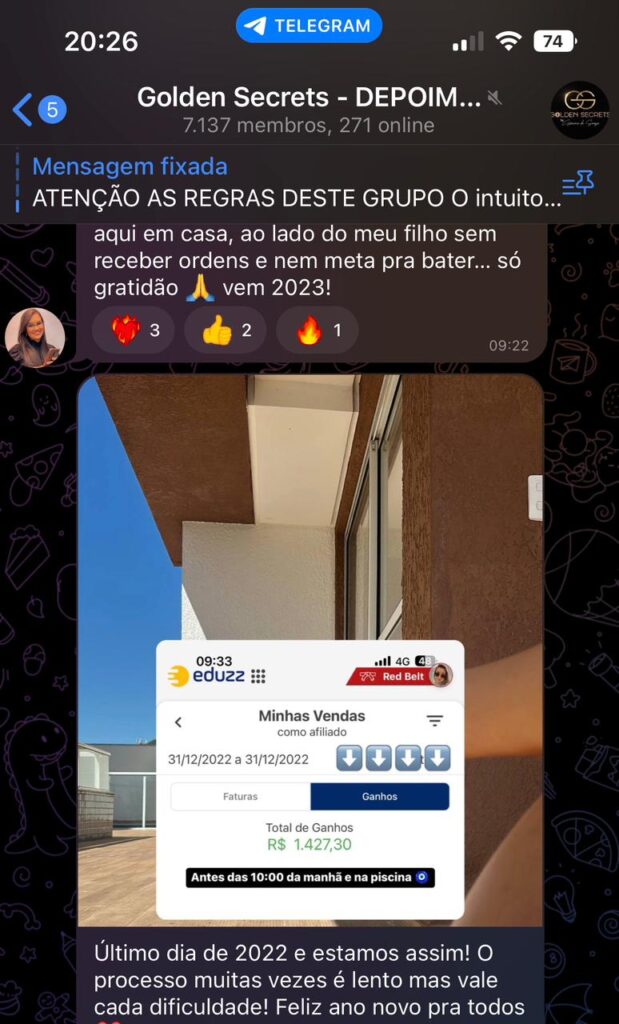 20:26
TELEGRAM
74
5
Golden Secrets - DEPOIM...
7.137 membros, 271 online
GS
GOLDEN SECRETS
Mensagem fixada
ATENÇÃO AS REGRAS DESTE GRUPO O intuito...
aqui em casa, ao lado do meu filho sem
receber ordens e nem meta pra bater... só
gratidão 🙏 vem 2023!
❤️‍🔥 3 👍 2 🔥 1
09:22
09:33
4G 48
eduzz
Red Belt
Minhas Vendas
como afiliado
31/12/2022 a 31/12/2022 ⬇️⬇️⬇️⬇️
Faturas
Ganhos
Total de Ganhos
R$ 1.427,30
Antes das 10:00 da manhã e na piscina 🧿
Último dia de 2022 e estamos assim! O
processo muitas vezes é lento mas vale
cada dificuldade! Feliz ano novo pra todos